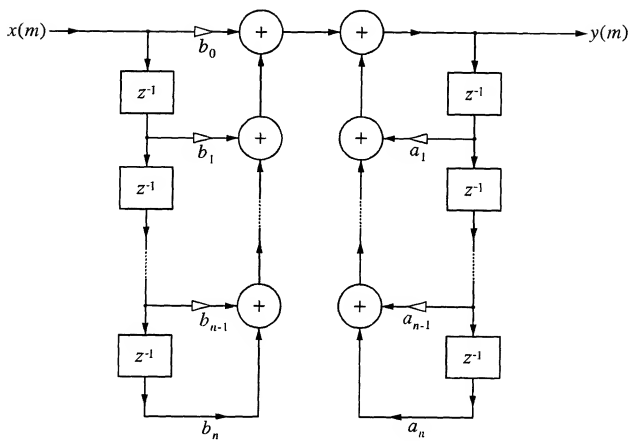 x(m) b₀ + + y(m)
z⁻¹ z⁻¹
b₁ + + a₁
z⁻¹ z⁻¹
bₙ₋₁ + + aₙ₋₁
z⁻¹ z⁻¹
bₙ aₙ